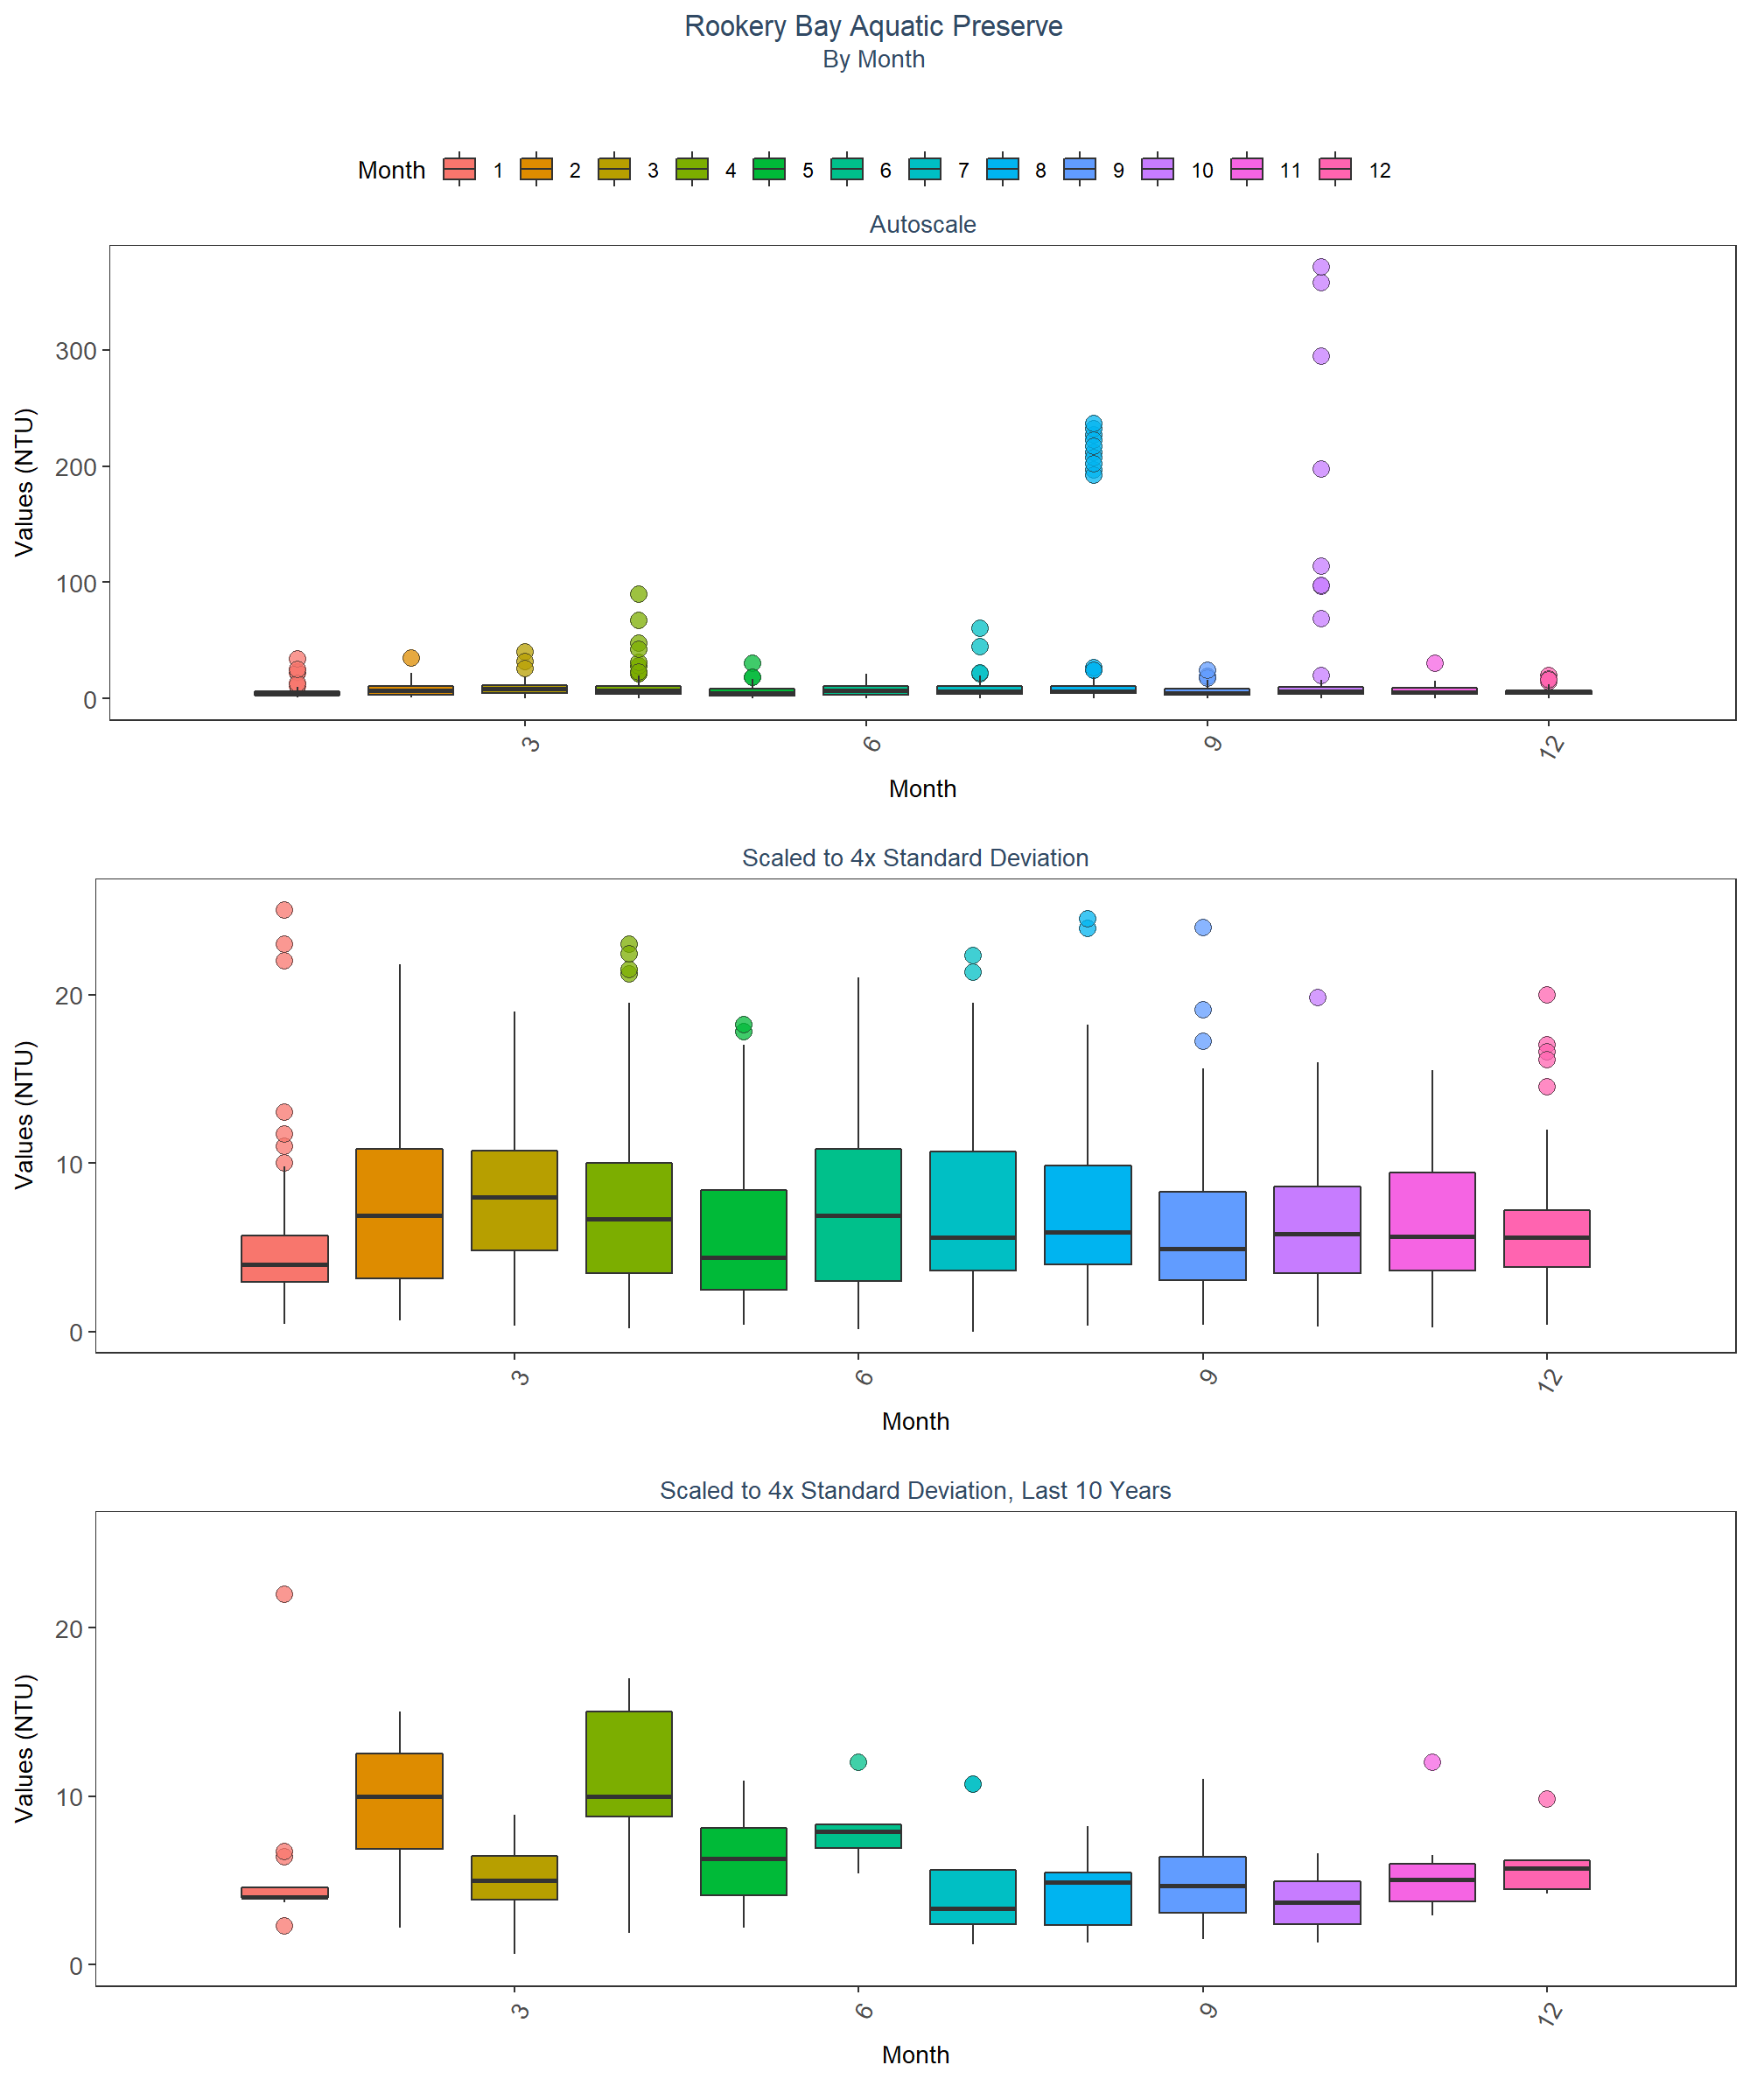 Rookery Bay Aquatic Preserve
By Month
Month 1 2 3 4 5 6 7 8 9 10 11 12
Autoscale
Values (NTU)
300
200
100
0
3 6 9 12
Month
Scaled to 4x Standard Deviation
Values (NTU)
20
10
0
3 6 9 12
Month
Scaled to 4x Standard Deviation, Last 10 Years
Values (NTU)
20
10
0
3 6 9 12
Month